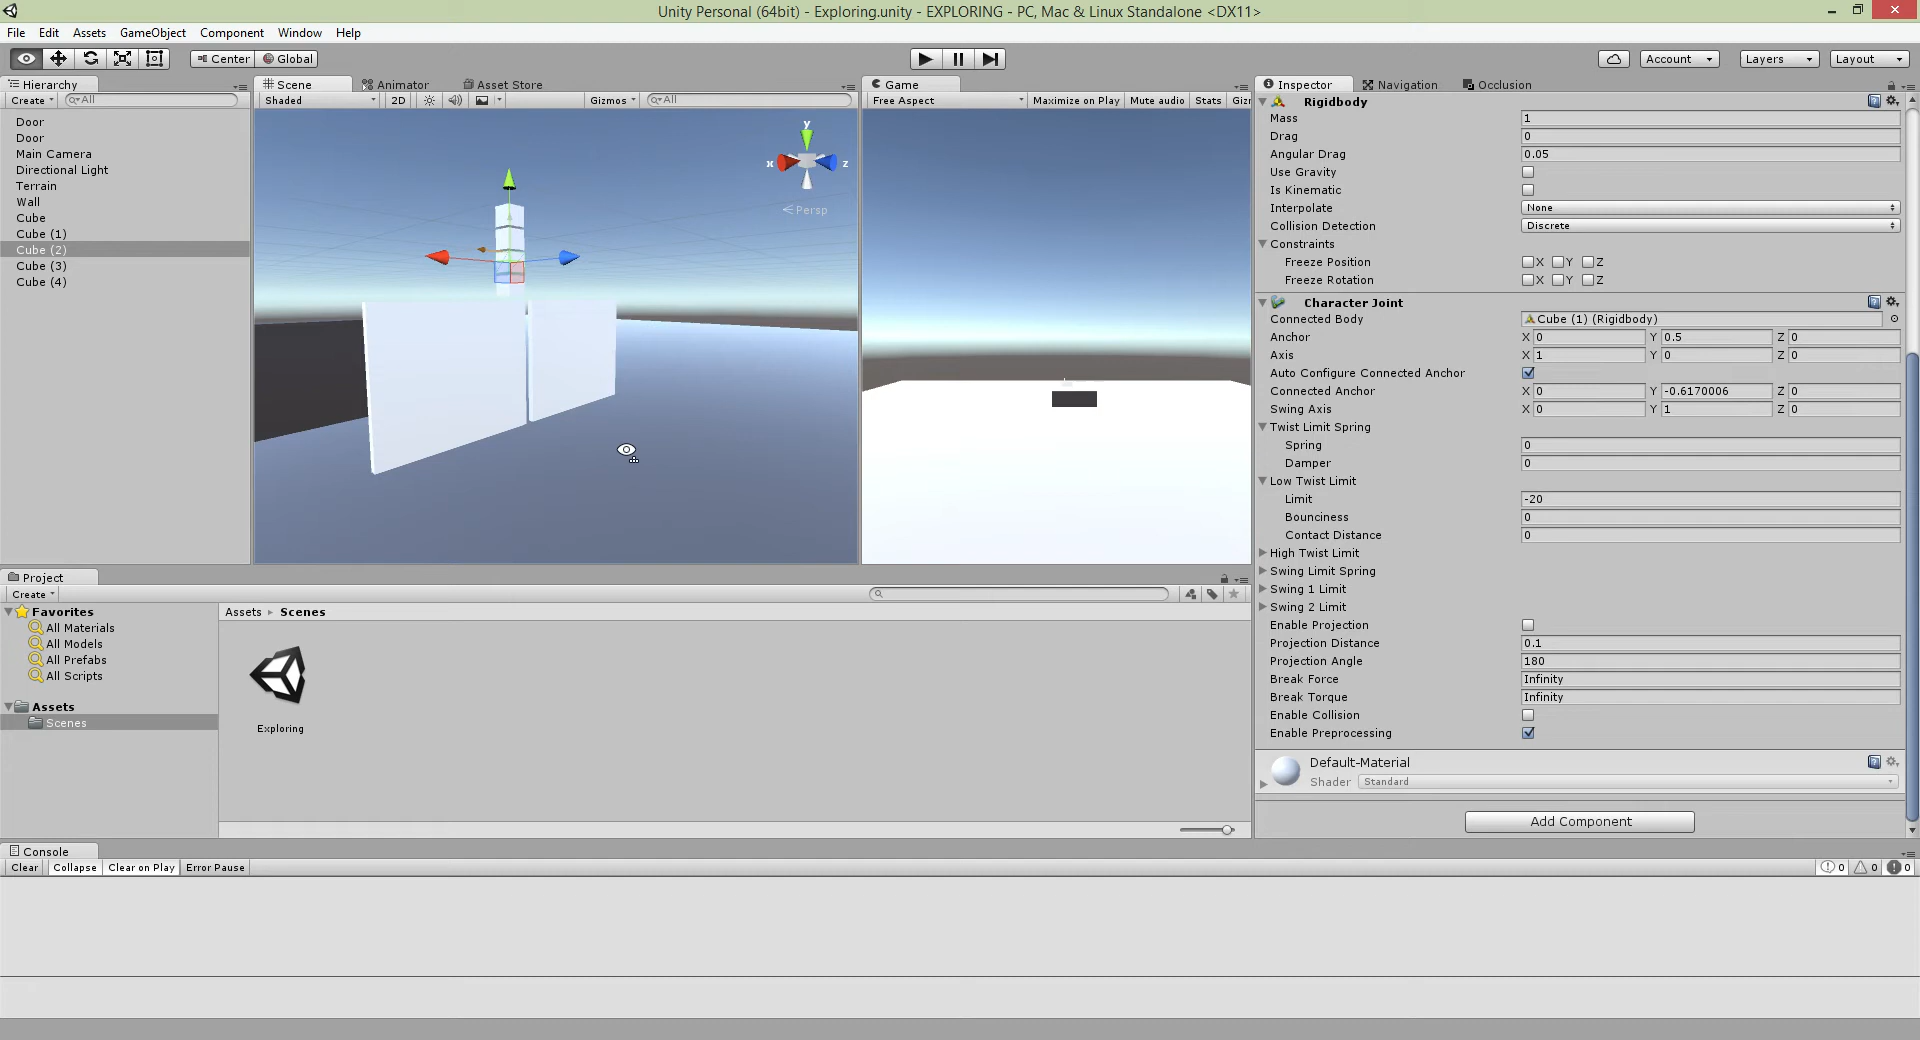 Unity Personal (64bit) - Exploring.unity - EXPLORING - PC, Mac & Linux Standalone <DX11>
File Edit Assets GameObject Component Window Help
Center Global Account Layers Layout
Hierarchy
Create All
Door
Door
Main Camera
Directional Light
Terrain
Wall
Cube
Cube (1)
Cube (2)
Cube (3)
Cube (4)
Scene Animator Asset Store
Shaded 2D Gizmos All
y
x z
Persp
Game
Free Aspect Maximize on Play Mute audio Stats Giz
Inspector Navigation Occlusion
Rigidbody
Mass 1
Drag 0
Angular Drag 0.05
Use Gravity
Is Kinematic
Interpolate None
Collision Detection Discrete
Constraints
Freeze Position X Y Z
Freeze Rotation X Y Z
Character Joint
Connected Body Cube (1) (Rigidbody)
Anchor X 0 Y 0.5 Z 0
Axis X 1 Y 0 Z 0
Auto Configure Connected Anchor
Connected Anchor X 0 Y -0.6170006 Z 0
Swing Axis X 0 Y 1 Z 0
Twist Limit Spring
Spring 0
Damper 0
Low Twist Limit
Limit -20
Bounciness 0
Contact Distance 0
High Twist Limit
Swing Limit Spring
Swing 1 Limit
Swing 2 Limit
Enable Projection
Projection Distance 0.1
Projection Angle 180
Break Force Infinity
Break Torque Infinity
Enable Collision
Enable Preprocessing
Default-Material
Shader Standard
Add Component
Project
Create
Favorites
All Materials
All Models
All Prefabs
All Scripts
Assets
Scenes
Assets Scenes
Exploring
Console
Clear Collapse Clear on Play Error Pause 0 0 0